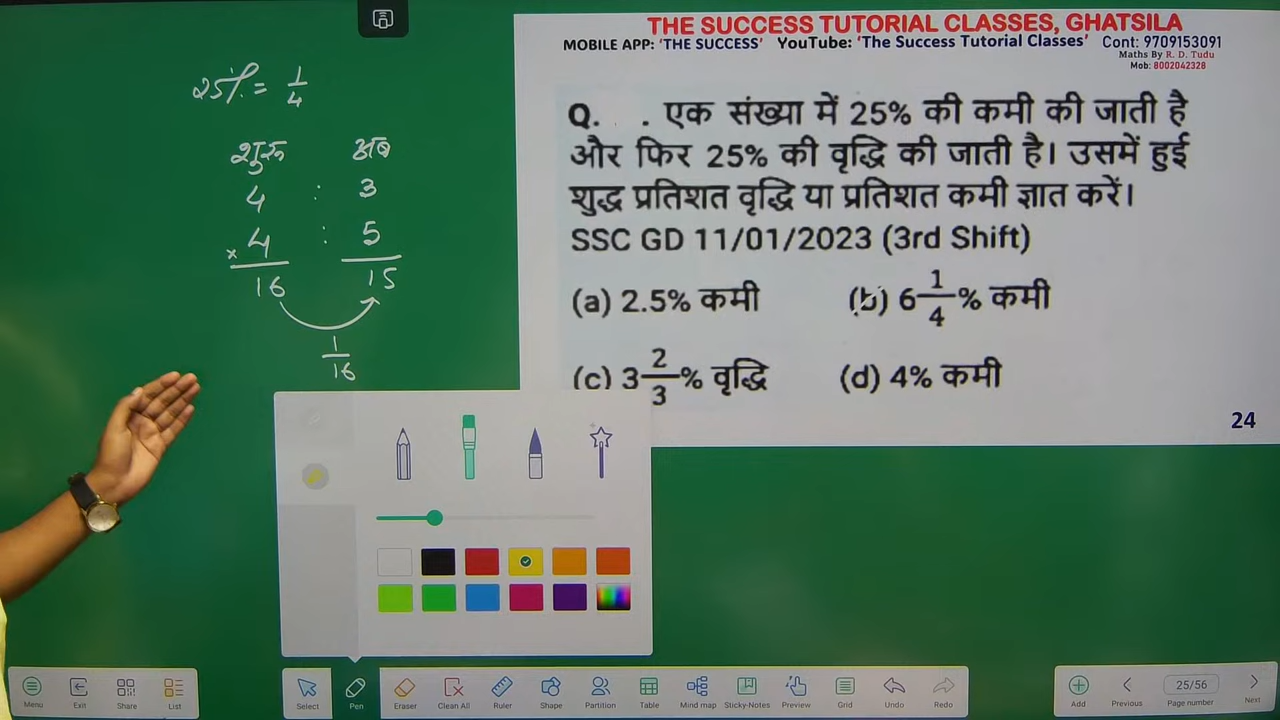 THE SUCCESS TUTORIAL CLASSES, GHATSILA
MOBILE APP: 'THE SUCCESS' YouTube: 'The Success Tutorial Classes' Cont: 9709153091
Maths By R. D. Tudu
Mob: 8002042328
25% = 1/4
शुरू अब
4 : 3
×4 : 5
16 15
1/16
Q. . एक संख्या में 25% की कमी की जाती है
और फिर 25% की वृद्धि की जाती है। उसमें हुई
शुद्ध प्रतिशत वृद्धि या प्रतिशत कमी ज्ञात करें।
SSC GD 11/01/2023 (3rd Shift)
(a) 2.5% कमी (b) 6 1/4 % कमी
(c) 3 2/3 % वृद्धि (d) 4% कमी
24
Menu Exit Share List Select Pen Eraser Clean All Ruler Shape Partition Table Mind map Sticky-Notes Preview Grid Undo Redo Add Previous 25/56 Page number Next